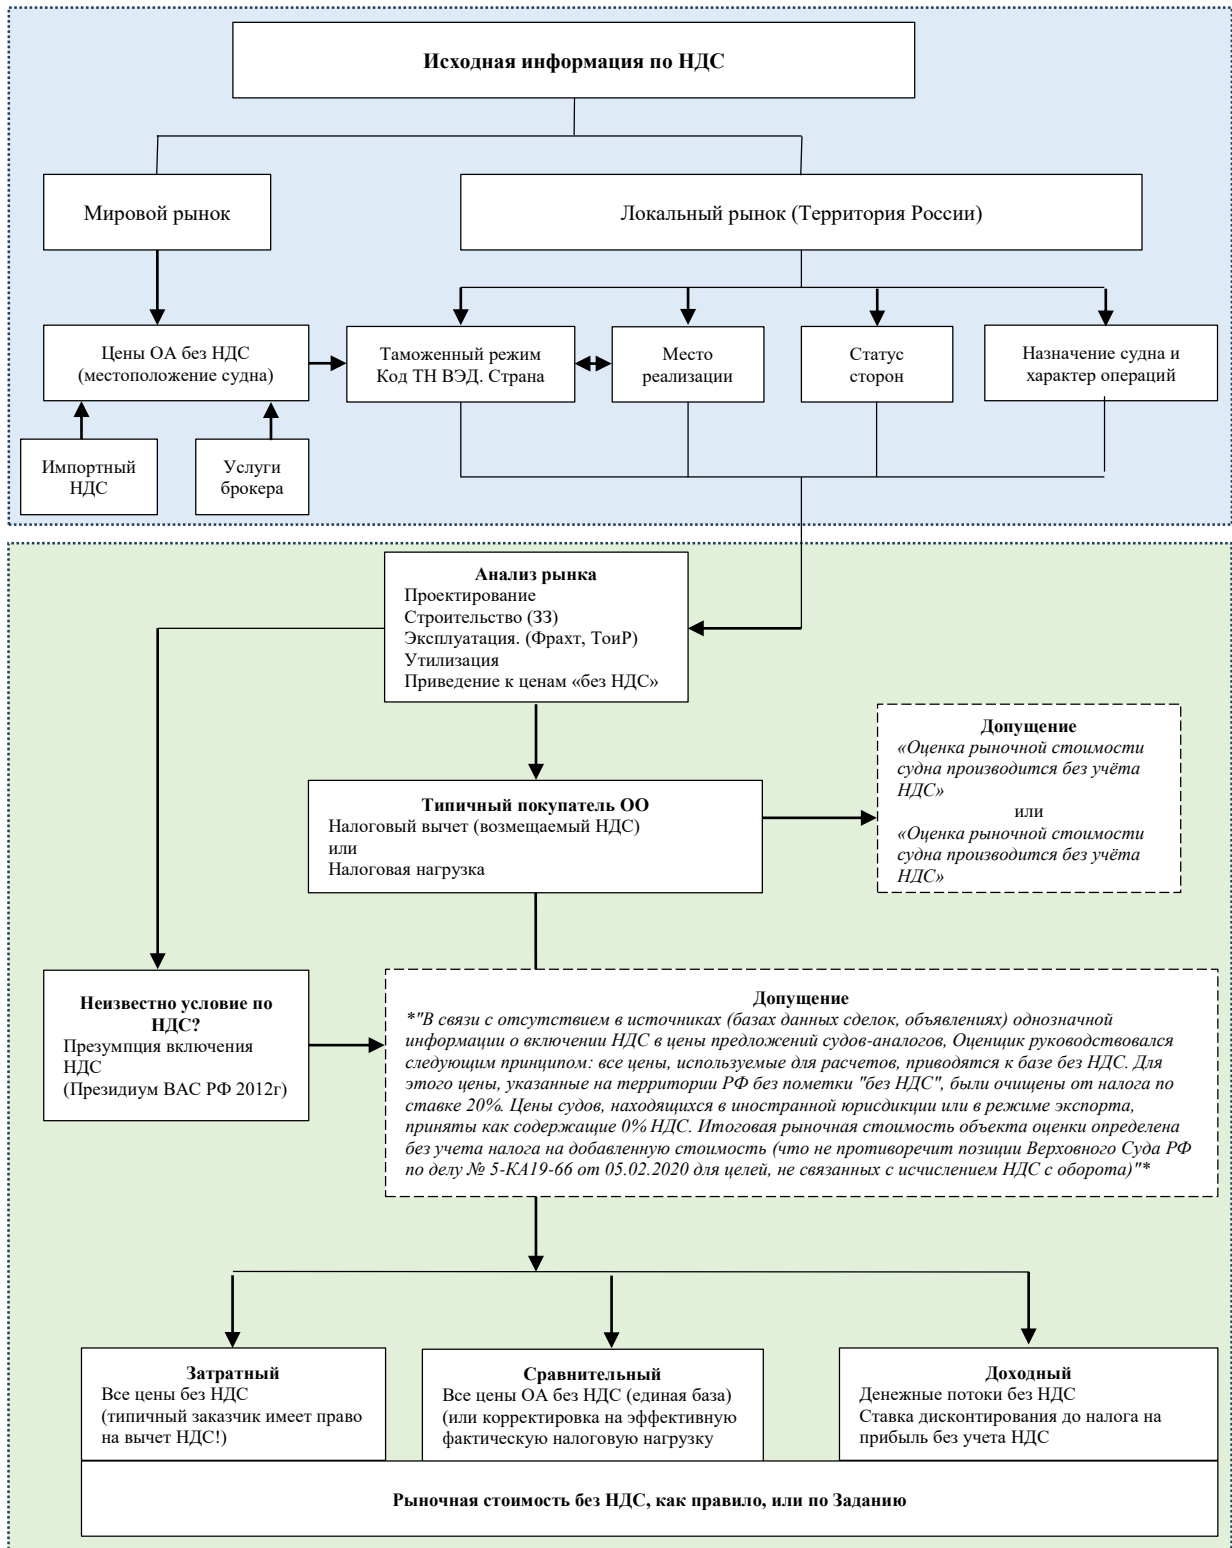 Исходная информация по НДС
Мировой рынок
Локальный рынок (Территория России)
Цены ОА без НДС
(местоположение судна)
Таможенный режим
Код ТН ВЭД. Страна
Место
реализации
Статус
сторон
Назначение судна и
характер операций
Импортный
НДС
Услуги
брокера
Анализ рынка
Проектирование
Строительство (ЗЗ)
Эксплуатация. (Фрахт, ТоиР)
Утилизация
Приведение к ценам «без НДС»
Допущение
«Оценка рыночной стоимости
судна производится без учёта
НДС»
или
«Оценка рыночной стоимости
судна производится без учёта
НДС»
Типичный покупатель ОО
Налоговый вычет (возмещаемый НДС)
или
Налоговая нагрузка
Неизвестно условие по
НДС?
Презумпция включения
НДС
(Президиум ВАС РФ 2012г)
Допущение
*"В связи с отсутствием в источниках (базах данных сделок, объявлениях) однозначной
информации о включении НДС в цены предложений судов-аналогов, Оценщик руководствовался
следующим принципом: все цены, используемые для расчетов, приводятся к базе без НДС. Для
этого цены, указанные на территории РФ без пометки "без НДС", были очищены от налога по
ставке 20%. Цены судов, находящихся в иностранной юрисдикции или в режиме экспорта,
приняты как содержащие 0% НДС. Итоговая рыночная стоимость объекта оценки определена
без учета налога на добавленную стоимость (что не противоречит позиции Верховного Суда РФ
по делу № 5-КА19-66 от 05.02.2020 для целей, не связанных с исчислением НДС с оборота)"*
Затратный
Все цены без НДС
(типичный заказчик имеет право
на вычет НДС!)
Сравнительный
Все цены ОА без НДС (единая база)
(или корректировка на эффективную
фактическую налоговую нагрузку
Доходный
Денежные потоки без НДС
Ставка дисконтирования до налога на
прибыль без учета НДС
Рыночная стоимость без НДС, как правило, или по Заданию